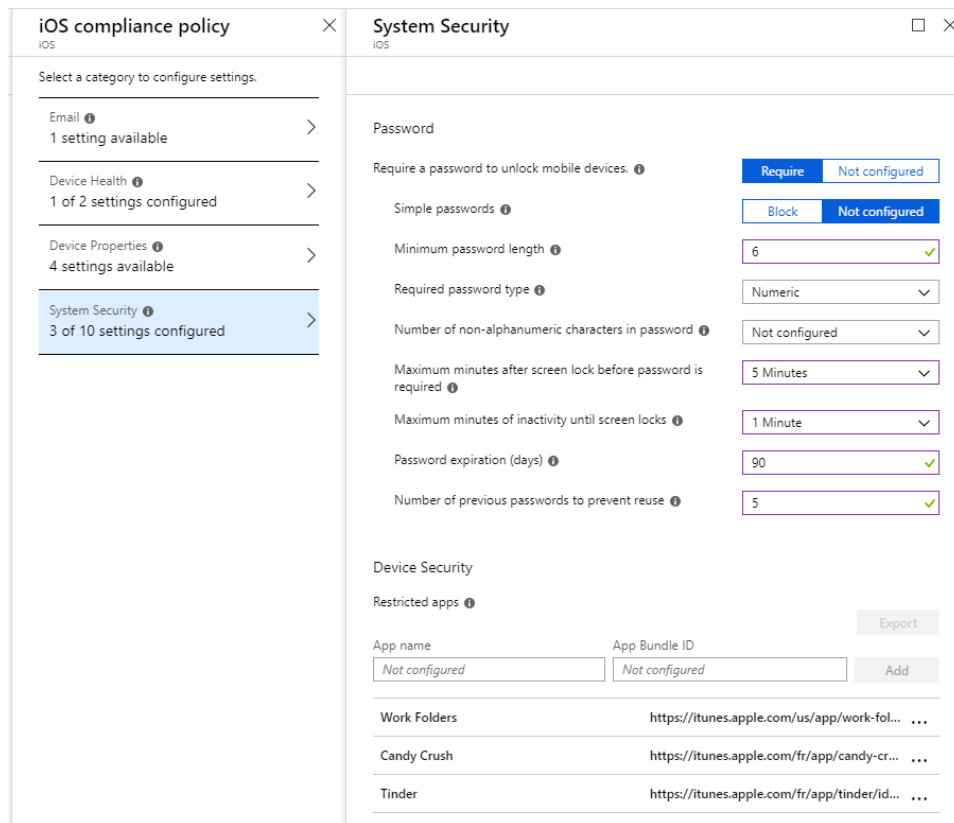 iOS compliance policy
iOS
Select a category to configure settings.
Email
1 setting available
Device Health
1 of 2 settings configured
Device Properties
4 settings available
System Security
3 of 10 settings configured
System Security
iOS
Password
Require a password to unlock mobile devices.
Require
Not configured
Simple passwords
Block
Not configured
Minimum password length
6
Required password type
Numeric
Number of non-alphanumeric characters in password
Not configured
Maximum minutes after screen lock before password is
required
5 Minutes
Maximum minutes of inactivity until screen locks
1 Minute
Password expiration (days)
90
Number of previous passwords to prevent reuse
5
Device Security
Restricted apps
Export
App name
App Bundle ID
Not configured
Not configured
Add
Work Folders
https://itunes.apple.com/us/app/work-fol... ...
Candy Crush
https://itunes.apple.com/fr/app/candy-cr... ...
Tinder
https://itunes.apple.com/fr/app/tinder/id... ...